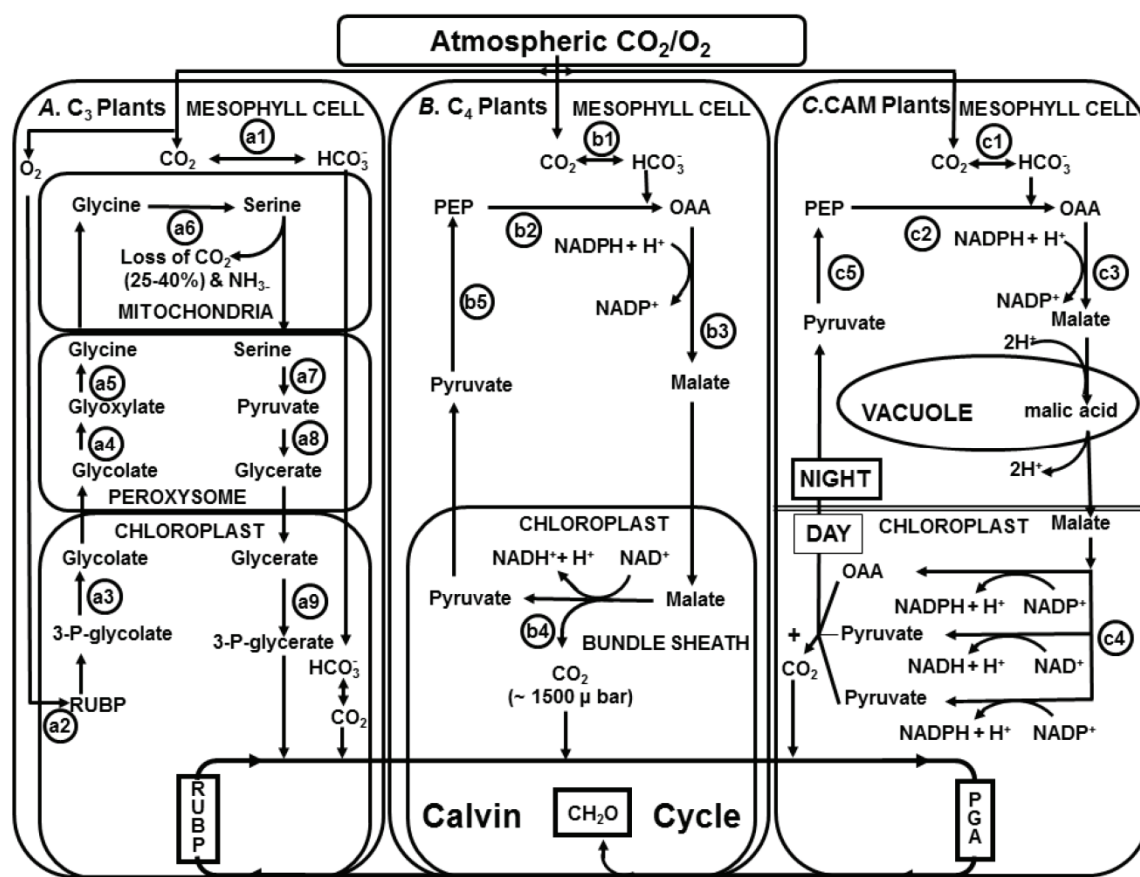 Atmospheric CO₂/O₂
A. C₃ Plants
MESOPHYLL CELL
a1
O₂
CO₂
HCO₃⁻
Glycine
Serine
a6
Loss of CO₂
(25-40%) & NH₃₋
MITOCHONDRIA
Glycine
Serine
a5
a7
Glyoxylate
Pyruvate
a4
a8
Glycolate
Glycerate
PEROXYSOME
CHLOROPLAST
Glycolate
Glycerate
a3
a9
3-P-glycolate
3-P-glycerate
HCO₃⁻
RUBP
CO₂
a2
B. C₄ Plants
MESOPHYLL CELL
b1
CO₂
HCO₃⁻
PEP
OAA
b2
NADPH + H⁺
NADP⁺
b5
b3
Pyruvate
Malate
CHLOROPLAST
NADH⁺+ H⁺
NAD⁺
Pyruvate
Malate
b4
BUNDLE SHEATH
CO₂
(~ 1500 µ bar)
C.CAM Plants
MESOPHYLL CELL
c1
CO₂
HCO₃⁻
PEP
OAA
c2
NADPH + H⁺
c5
c3
NADP⁺
Pyruvate
Malate
2H⁺
VACUOLE
malic acid
NIGHT
2H⁺
DAY
CHLOROPLAST
Malate
OAA
NADPH + H⁺
NADP⁺
+
Pyruvate
c4
CO₂
NADH + H⁺
NAD⁺
Pyruvate
NADPH + H⁺
NADP⁺
RUBP
Calvin
CH₂O
Cycle
PGA